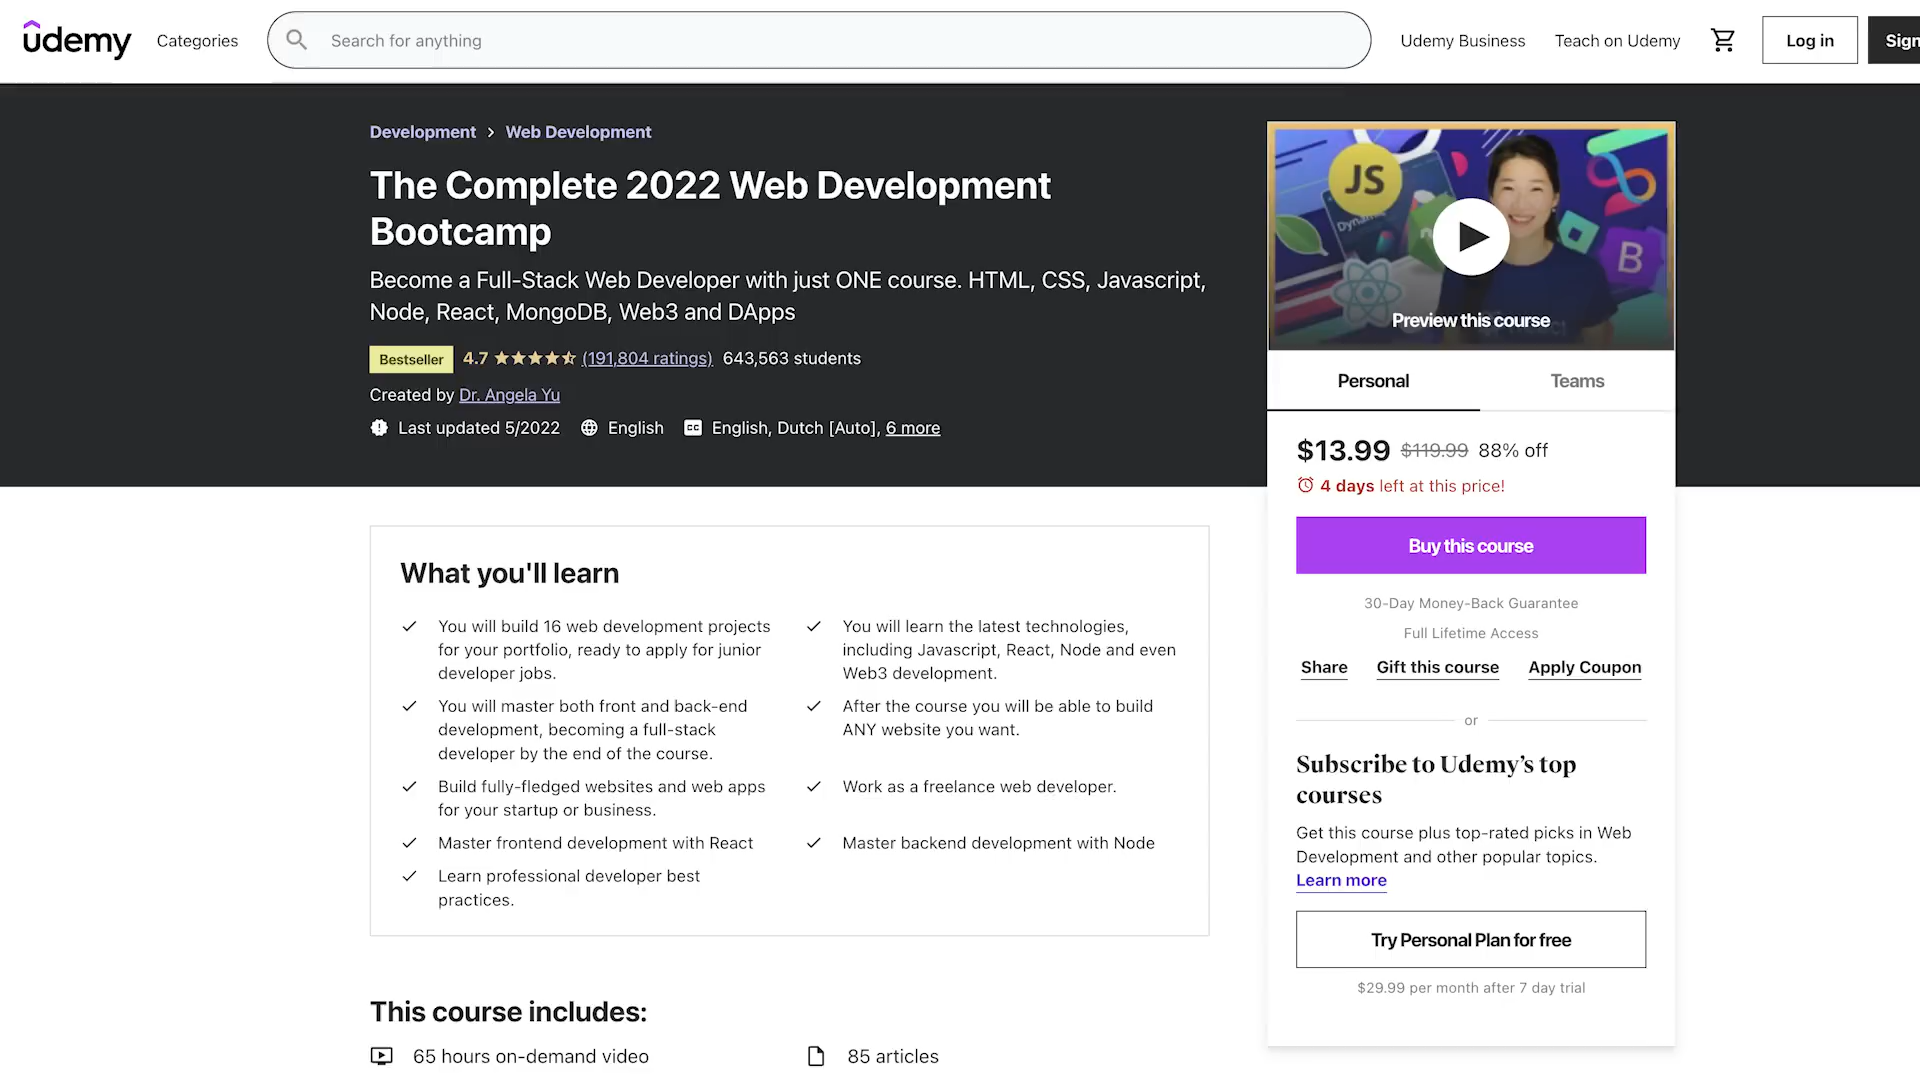 udemy
Categories
Search for anything
Udemy Business
Teach on Udemy
Log in
Sign
Development
Web Development
The Complete 2022 Web Development
Bootcamp
Become a Full-Stack Web Developer with just ONE course. HTML, CSS, Javascript,
Node, React, MongoDB, Web3 and DApps
Bestseller 4.7 (191,804 ratings) 643,563 students
Created by Dr. Angela Yu
Last updated 5/2022 English CC English, Dutch [Auto], 6 more
JS
B
Preview this course
Personal
Teams
$13.99 $119.99 88% off
4 days left at this price!
Buy this course
30-Day Money-Back Guarantee
Full Lifetime Access
Share
Gift this course
Apply Coupon
or
Subscribe to Udemy’s top
courses
Get this course plus top-rated picks in Web
Development and other popular topics.
Learn more
Try Personal Plan for free
$29.99 per month after 7 day trial
What you'll learn
You will build 16 web development projects
for your portfolio, ready to apply for junior
developer jobs.
You will learn the latest technologies,
including Javascript, React, Node and even
Web3 development.
You will master both front and back-end
development, becoming a full-stack
developer by the end of the course.
After the course you will be able to build
ANY website you want.
Build fully-fledged websites and web apps
for your startup or business.
Work as a freelance web developer.
Master frontend development with React
Master backend development with Node
Learn professional developer best
practices.
This course includes:
65 hours on-demand video
85 articles